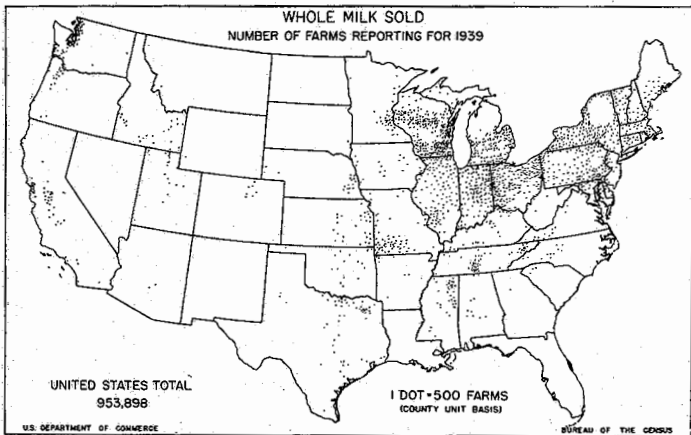 WHOLE MILK SOLD
NUMBER OF FARMS REPORTING FOR 1939
UNITED STATES TOTAL
953,898
1 DOT=500 FARMS
(COUNTY UNIT BASIS)
U.S. DEPARTMENT OF COMMERCE
BUREAU OF THE CENSUS